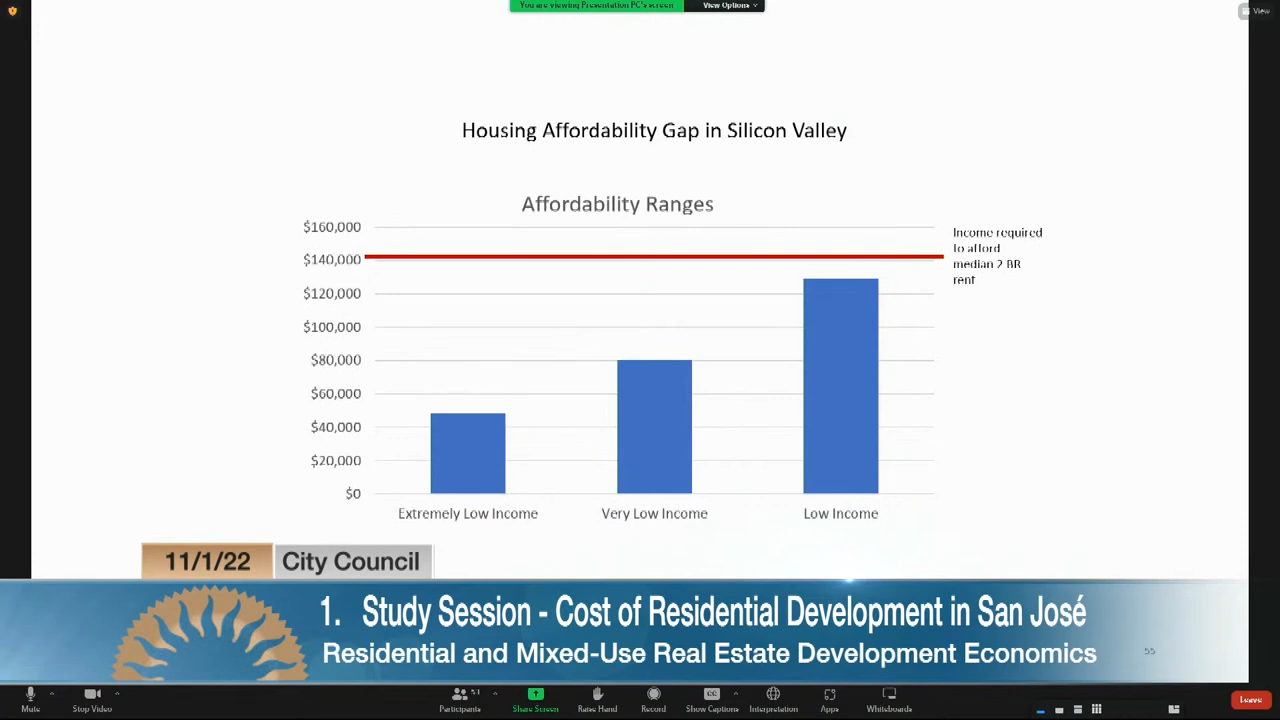 You are viewing Presentation PC's screen
View Options
View
Housing Affordability Gap in Silicon Valley
Affordability Ranges
$160,000
$140,000
$120,000
$100,000
$80,000
$60,000
$40,000
$20,000
$0
Income required
to afford
median 2 BR
rent
Extremely Low Income
Very Low Income
Low Income
11/1/22
City Council
1. Study Session - Cost of Residential Development in San José
Residential and Mixed-Use Real Estate Development Economics
55
Mute
Stop Video
Participants
51
Share Screen
Raise Hand
Record
CC
Show Captions
Interpretation
Apps
Whiteboards
Leave